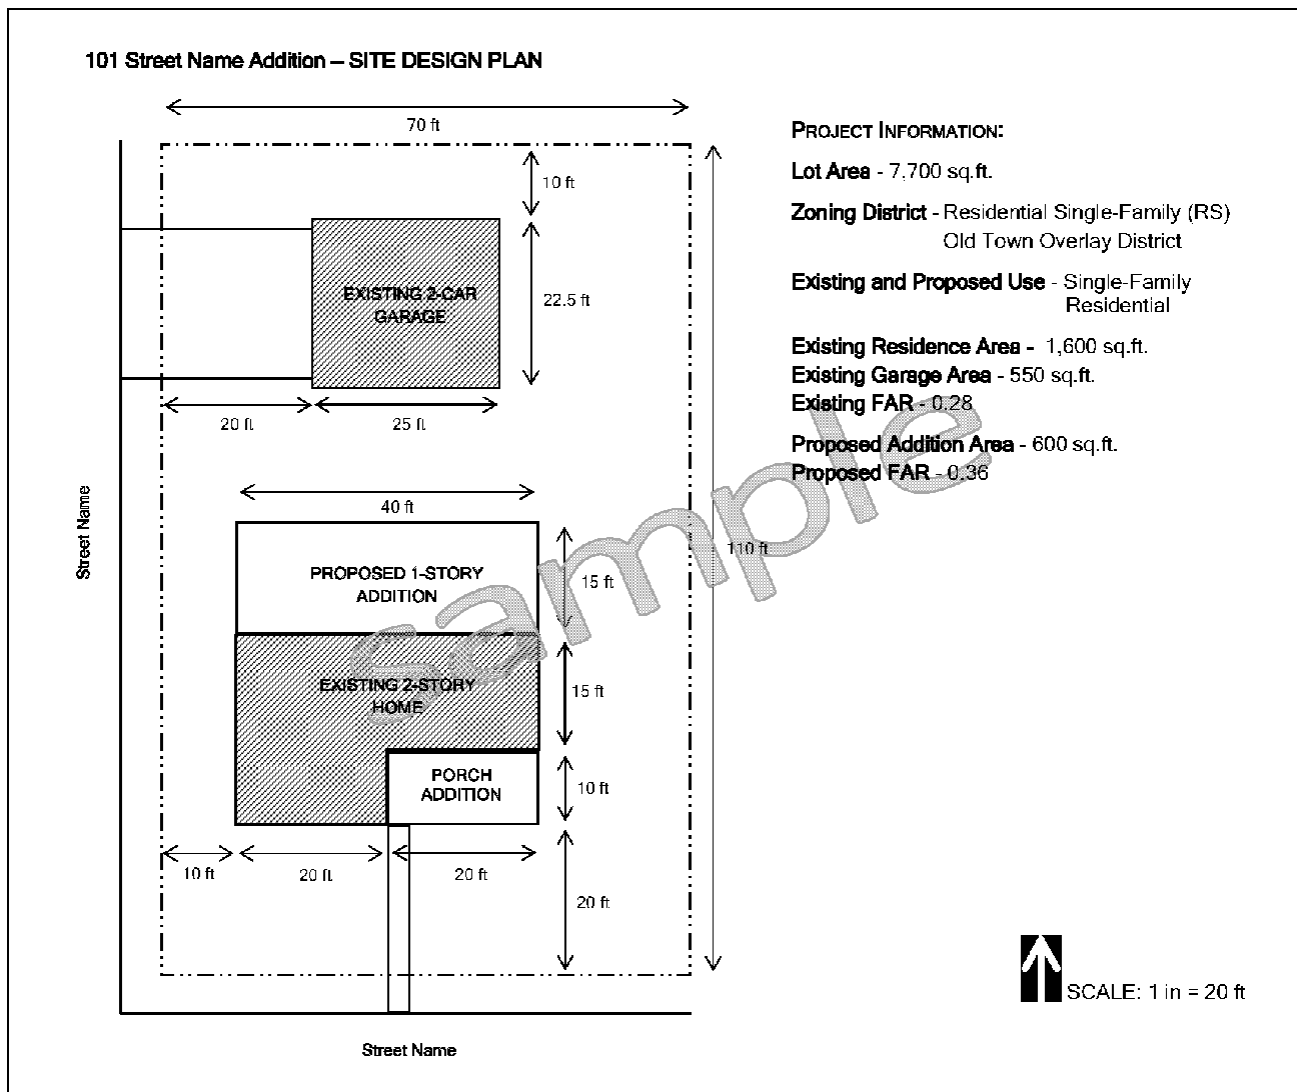 101 Street Name Addition – SITE DESIGN PLAN
70 ft
10 ft
EXISTING 2-CAR
GARAGE
22.5 ft
20 ft
25 ft
PROJECT INFORMATION:
Lot Area - 7,700 sq.ft.
Zoning District - Residential Single-Family (RS)
Old Town Overlay District
Existing and Proposed Use - Single-Family
Residential
Existing Residence Area - 1,600 sq.ft.
Existing Garage Area - 550 sq.ft.
Existing FAR - 0.28
Proposed Addition Area - 600 sq.ft.
Proposed FAR - 0.36
sample
Street Name
40 ft
110 ft
PROPOSED 1-STORY
ADDITION
15 ft
EXISTING 2-STORY
HOME
15 ft
PORCH
ADDITION
10 ft
10 ft
20 ft
20 ft
20 ft
SCALE: 1 in = 20 ft
Street Name